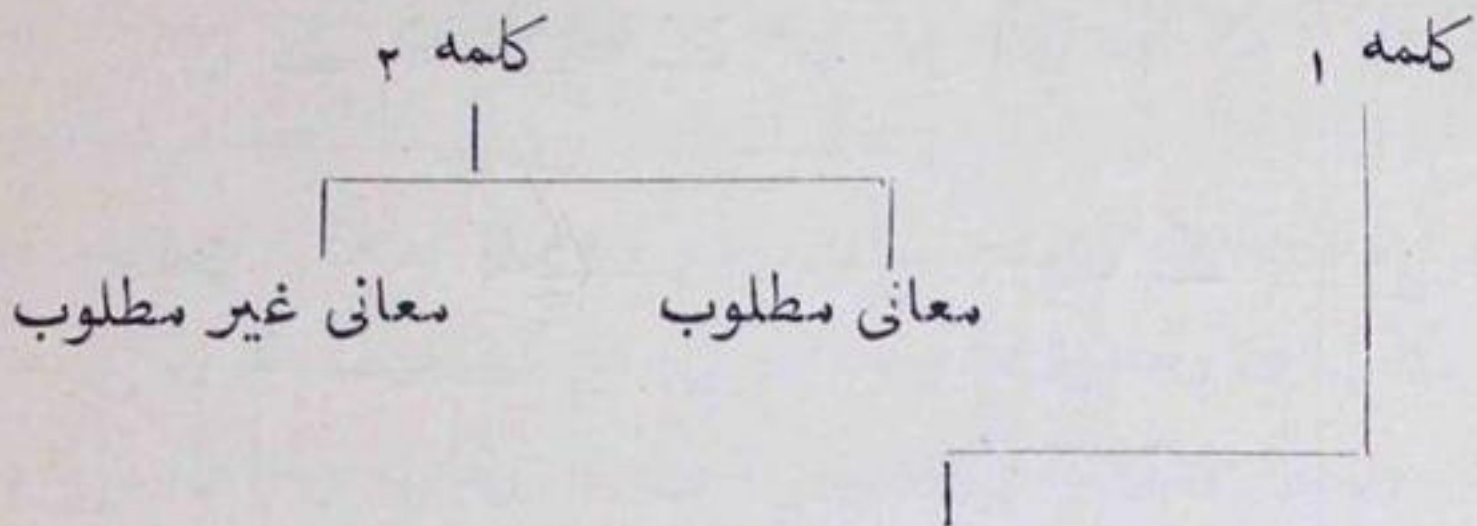 کلمه ۱
کلمه ۲
معانی مطلوب
معانی غیر مطلوب